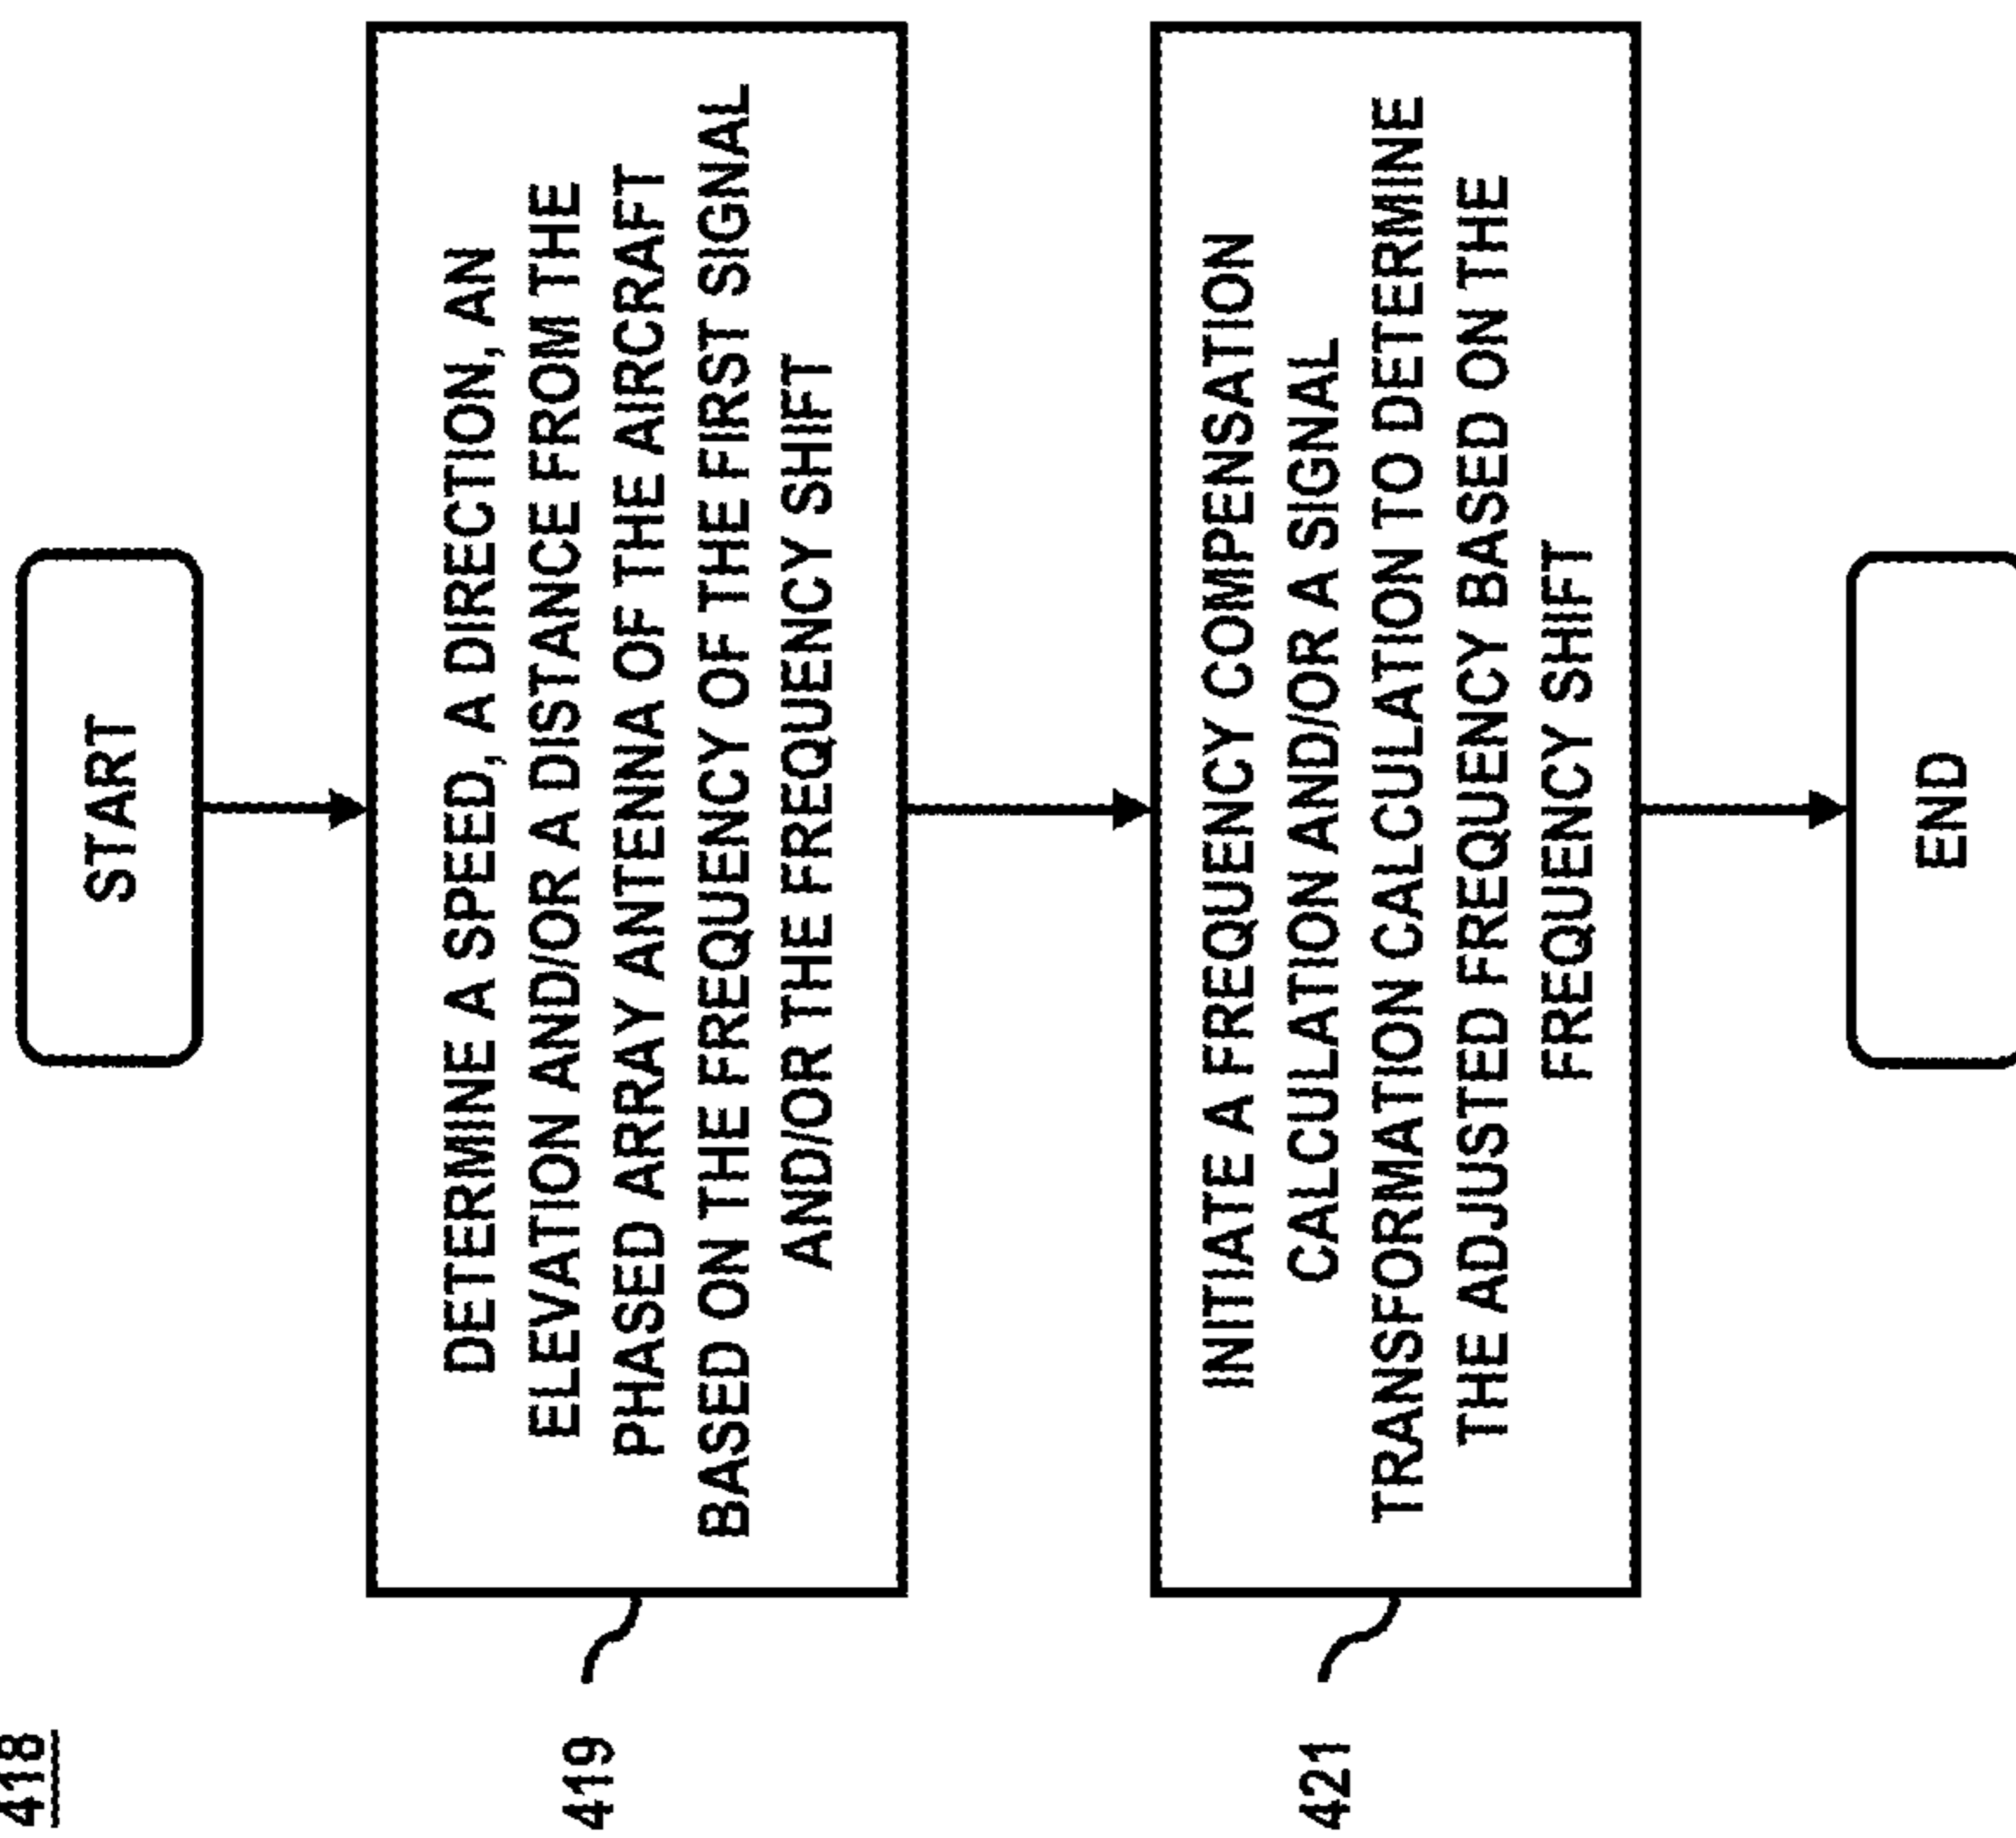 418
START
419
DETERMINE A SPEED, A DIRECTION, AN
ELEVATION AND/OR A DISTANCE FROM THE
PHASED ARRAY ANTENNA OF THE AIRCRAFT
BASED ON THE FREQUENCY OF THE FIRST SIGNAL
AND/OR THE FREQUENCY SHIFT
421
INITIATE A FREQUENCY COMPENSATION
CALCULATION AND/OR A SIGNAL
TRANSFORMATION CALCULATION TO DETERMINE
THE ADJUSTED FREQUENCY BASED ON THE
FREQUENCY SHIFT
END